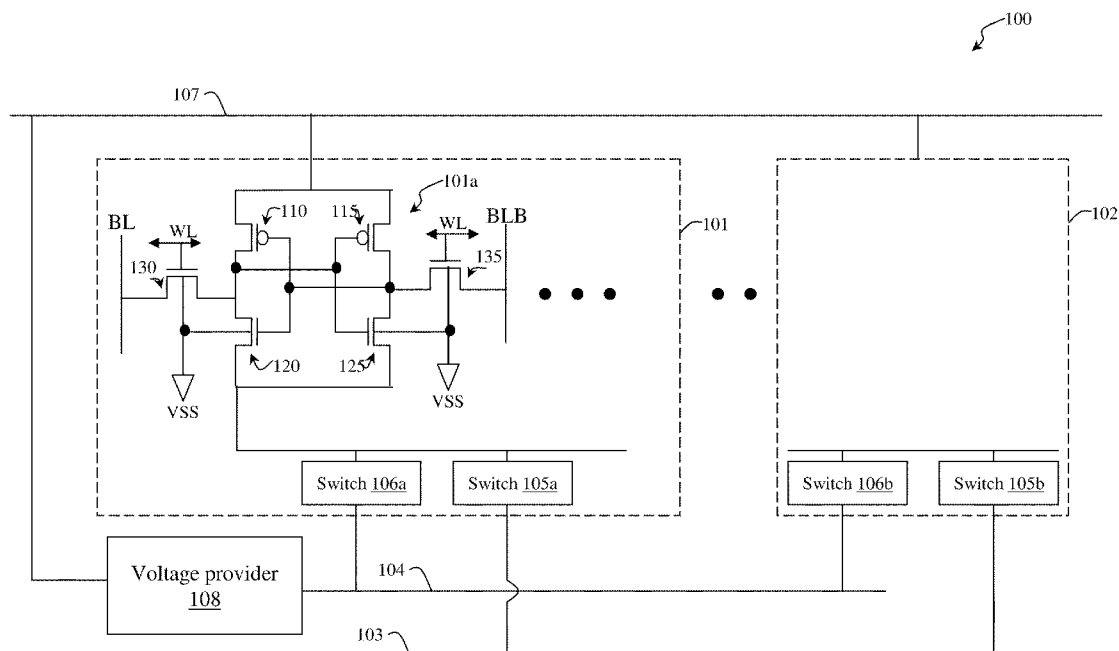 100
107
101a
110
115
BL
WL
WL
BLB
101
102
130
135
120
125
VSS
VSS
Switch 106a
Switch 105a
Switch 106b
Switch 105b
Voltage provider
108
104
103